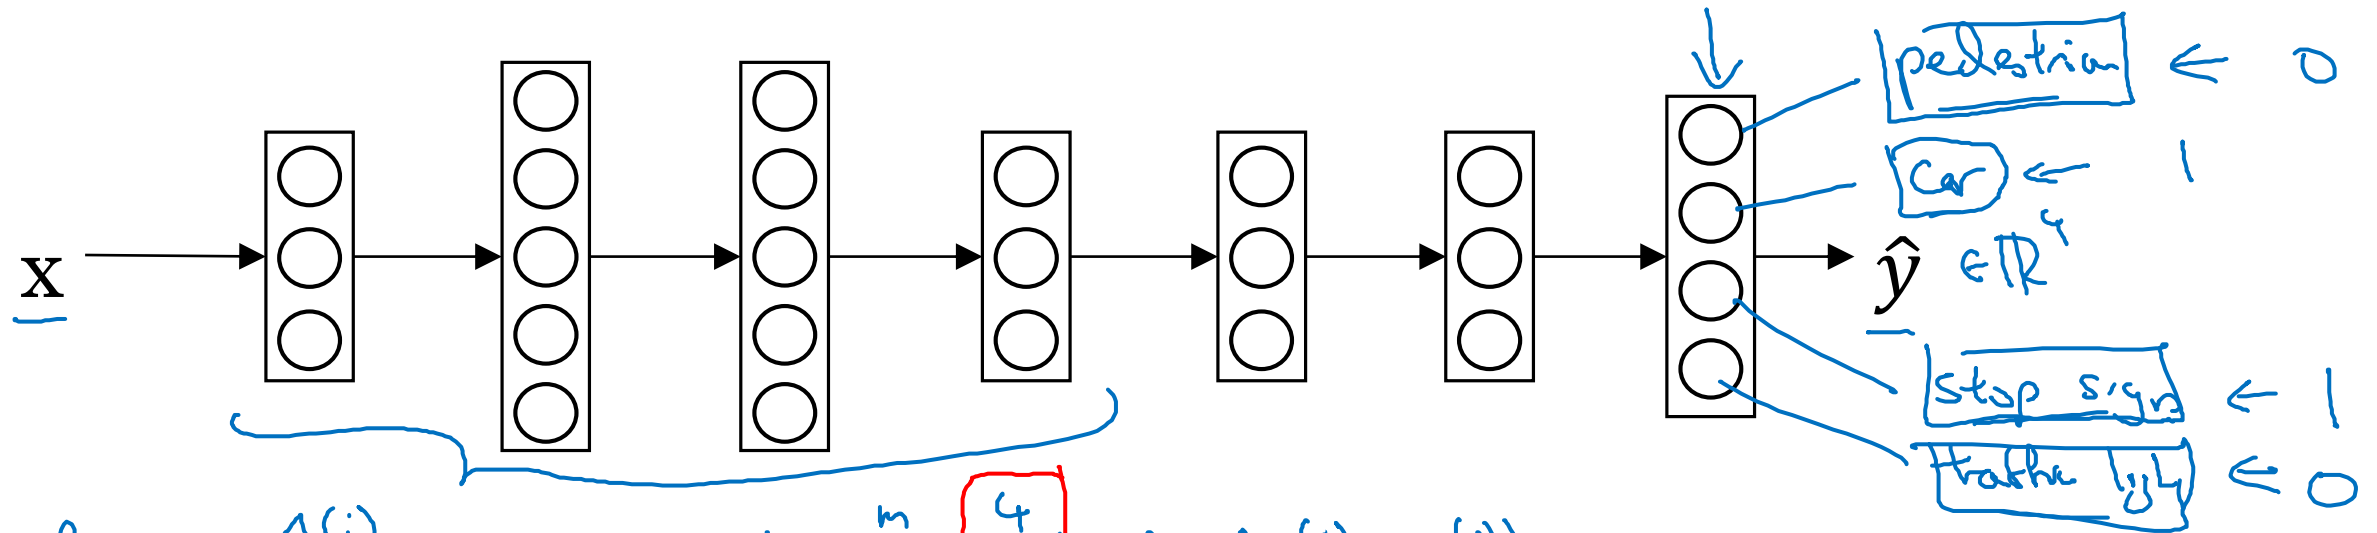 pedestrian ← 0
car ← 1
x
ŷ ∈ ℝ⁴
stop sign ← 1
traffic light ← 0
m 4